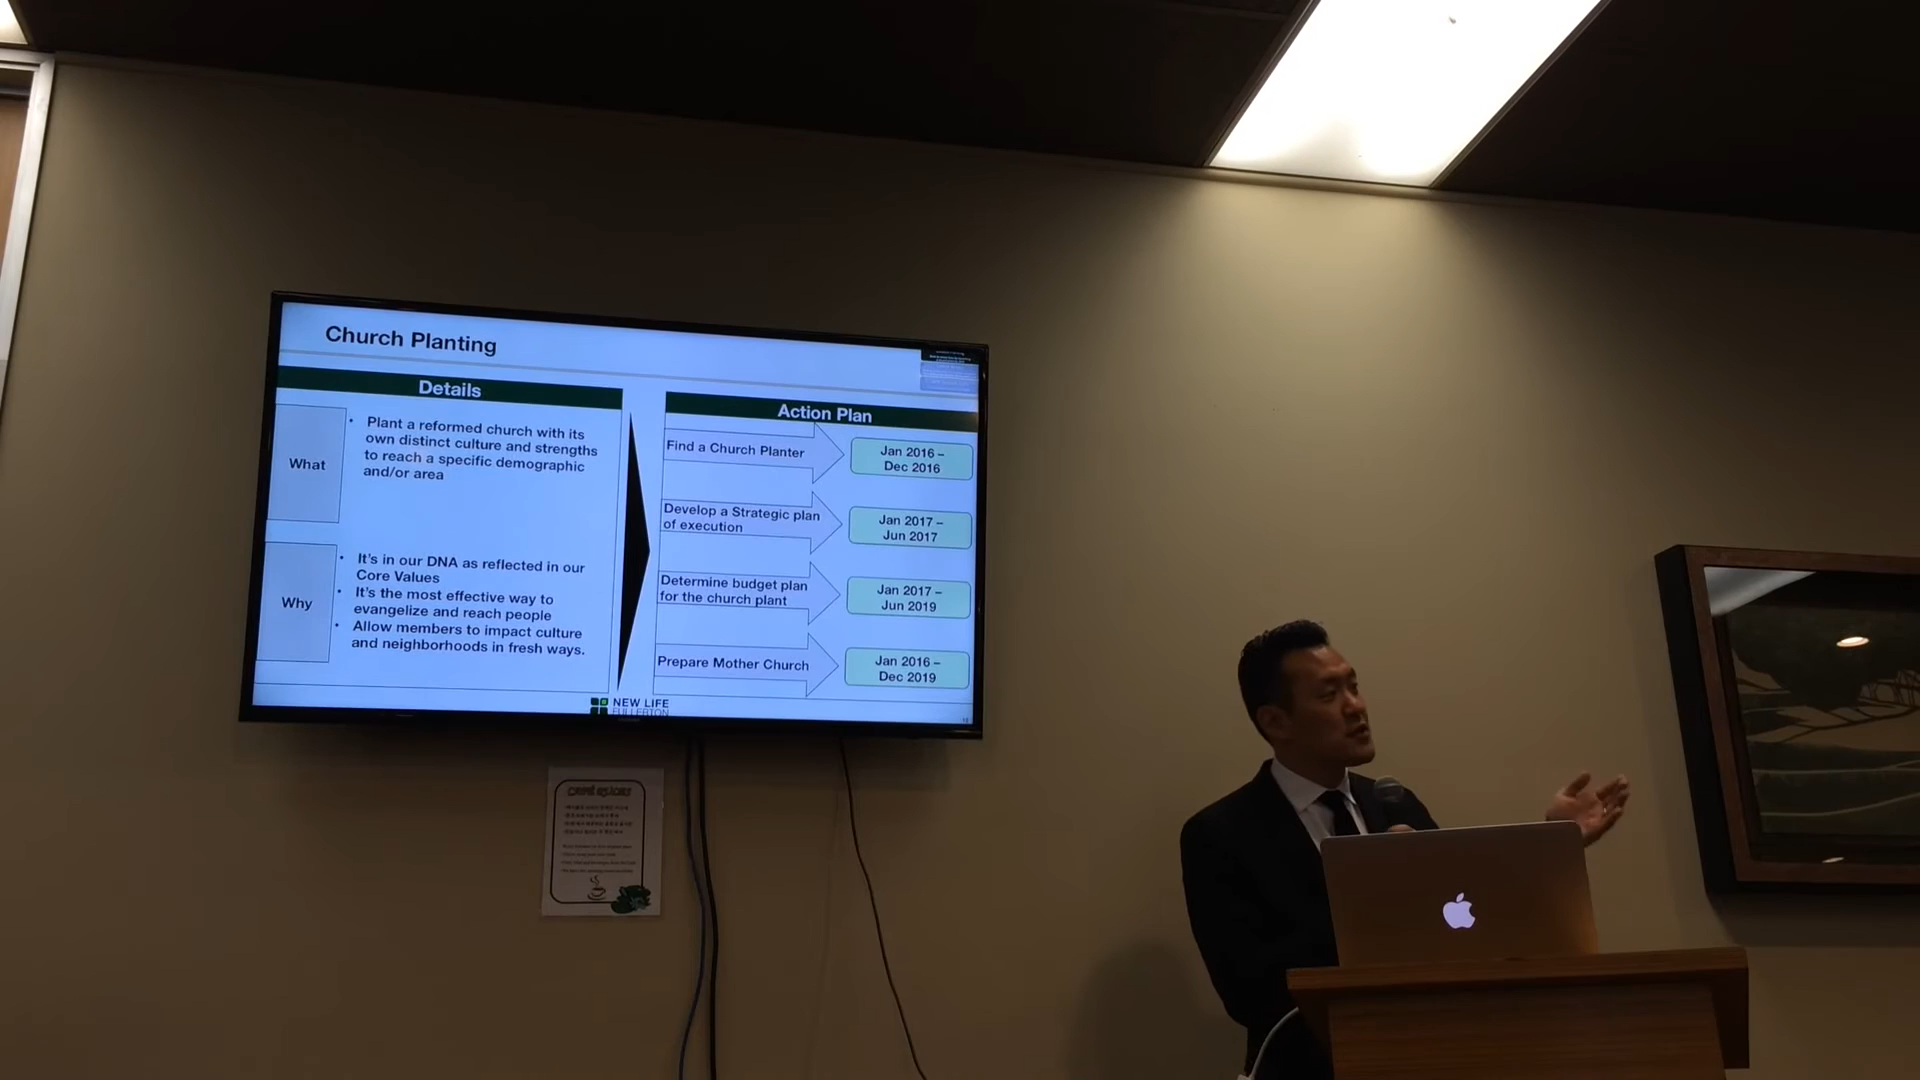 Church Planting
Details
What
• Plant a reformed church with its
own distinct culture and strengths
to reach a specific demographic
and/or area
Why
• It's in our DNA as reflected in our
Core Values
• It's the most effective way to
evangelize and reach people
• Allow members to impact culture
and neighborhoods in fresh ways.
Action Plan
Find a Church Planter
Jan 2016 –
Dec 2016
Develop a Strategic plan
of execution
Jan 2017 –
Jun 2017
Determine budget plan
for the church plant
Jan 2017 –
Jun 2019
Prepare Mother Church
Jan 2016 –
Dec 2019
NEW LIFE
FULLERTON